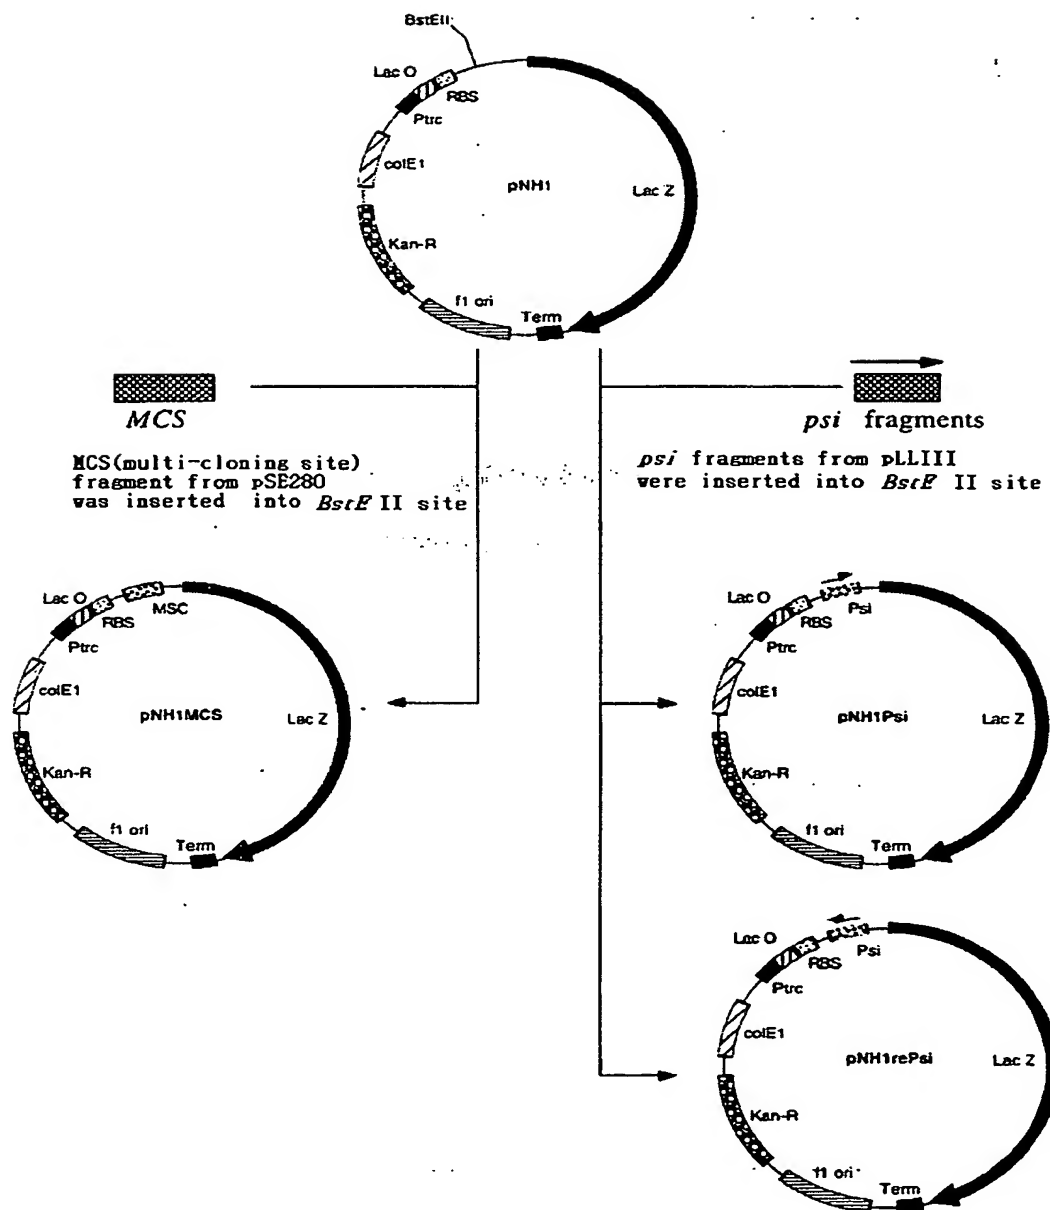 BstEII
Lac O
RBS
Ptrc
colE1
pNH1
Lac Z
Kan-R
f1 ori
Term
MCS
psi fragments
MCS(multi-cloning site)
fragment from pSE280
was inserted into BstE II site
psi fragments from pLLIII
were inserted into BstE II site
Lac O
RBS
MSC
Ptrc
colE1
pNH1MCS
Lac Z
Kan-R
f1 ori
Term
Lac O
RBS
Psi
Ptrc
colE1
pNH1Psi
Lac Z
Kan-R
f1 ori
Term
Lac O
RBS
Psi
Ptrc
colE1
pNH1rePsi
Lac Z
Kan-R
f1 ori
Term